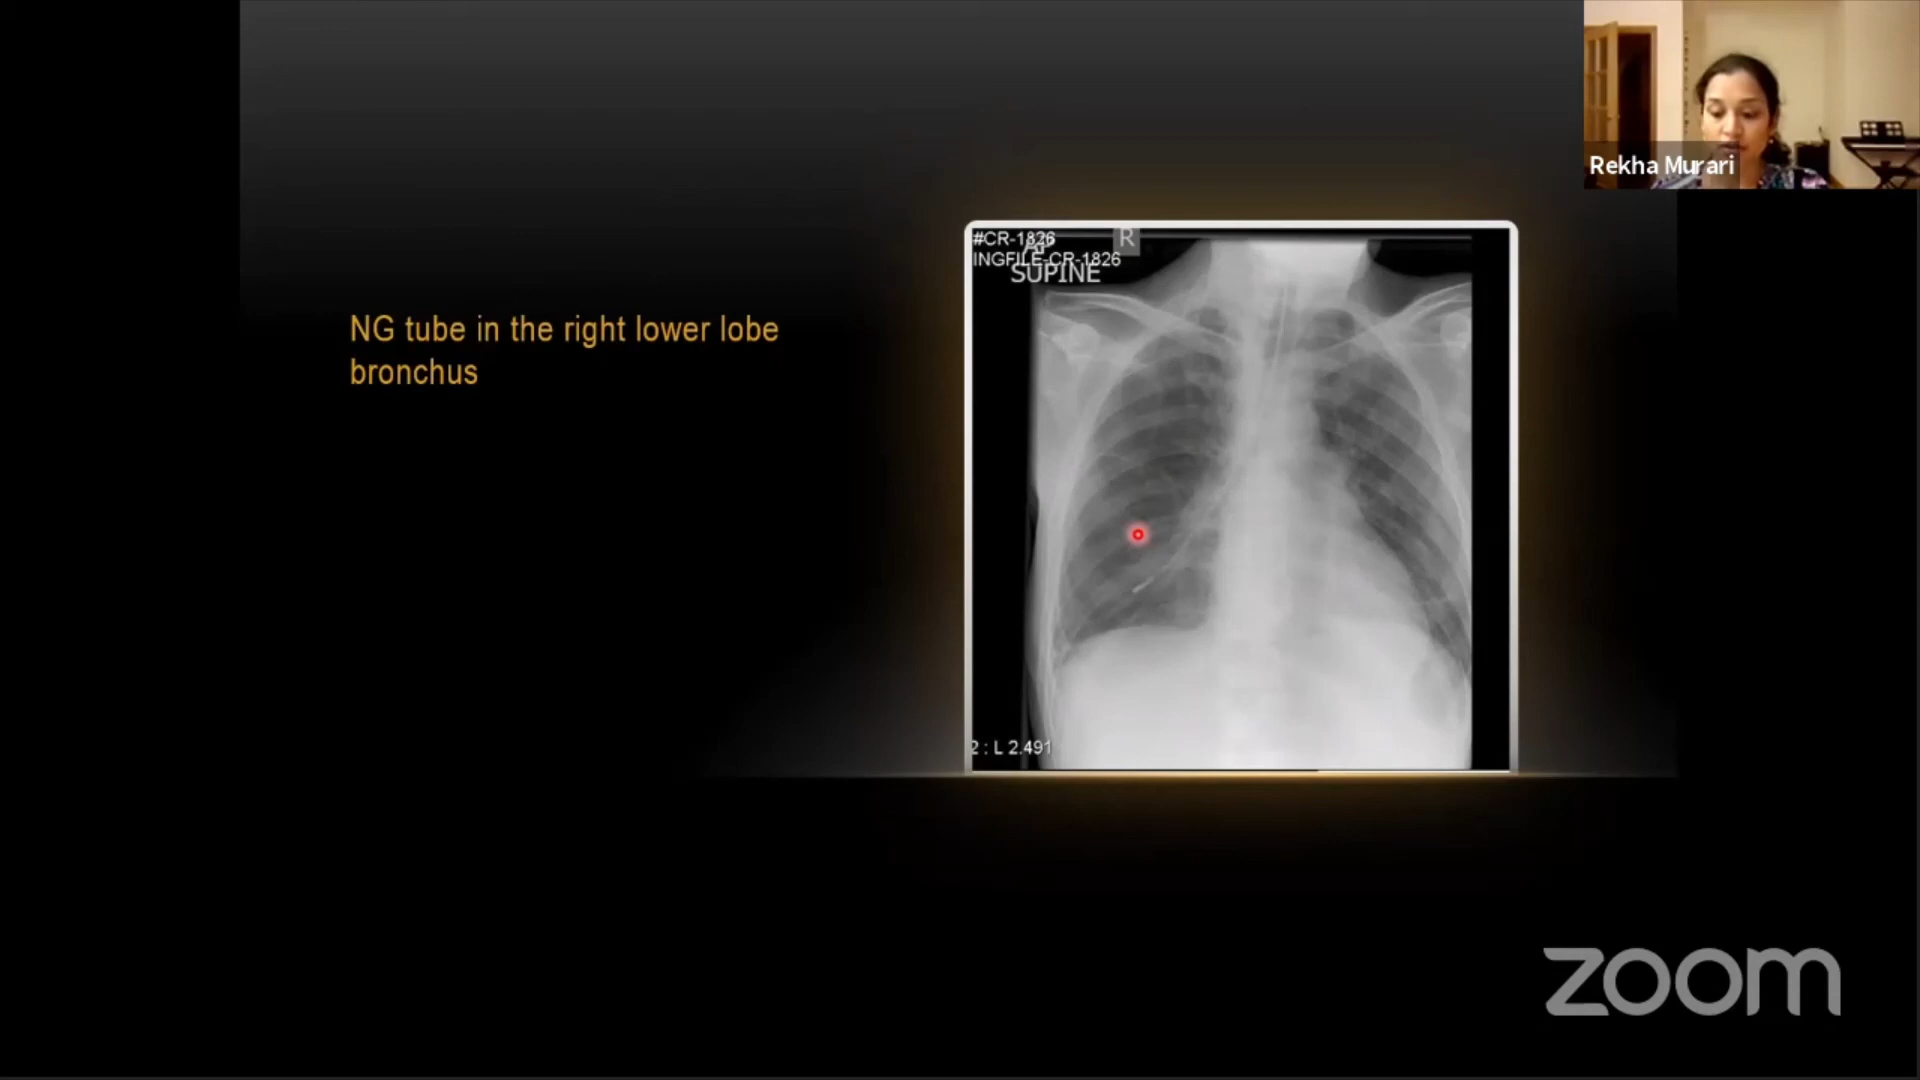 Rekha Murari
#CR-1826
R
AP
INGFILE-CR-1826
SUPINE
NG tube in the right lower lobe
bronchus
2 : L 2.491
zoom